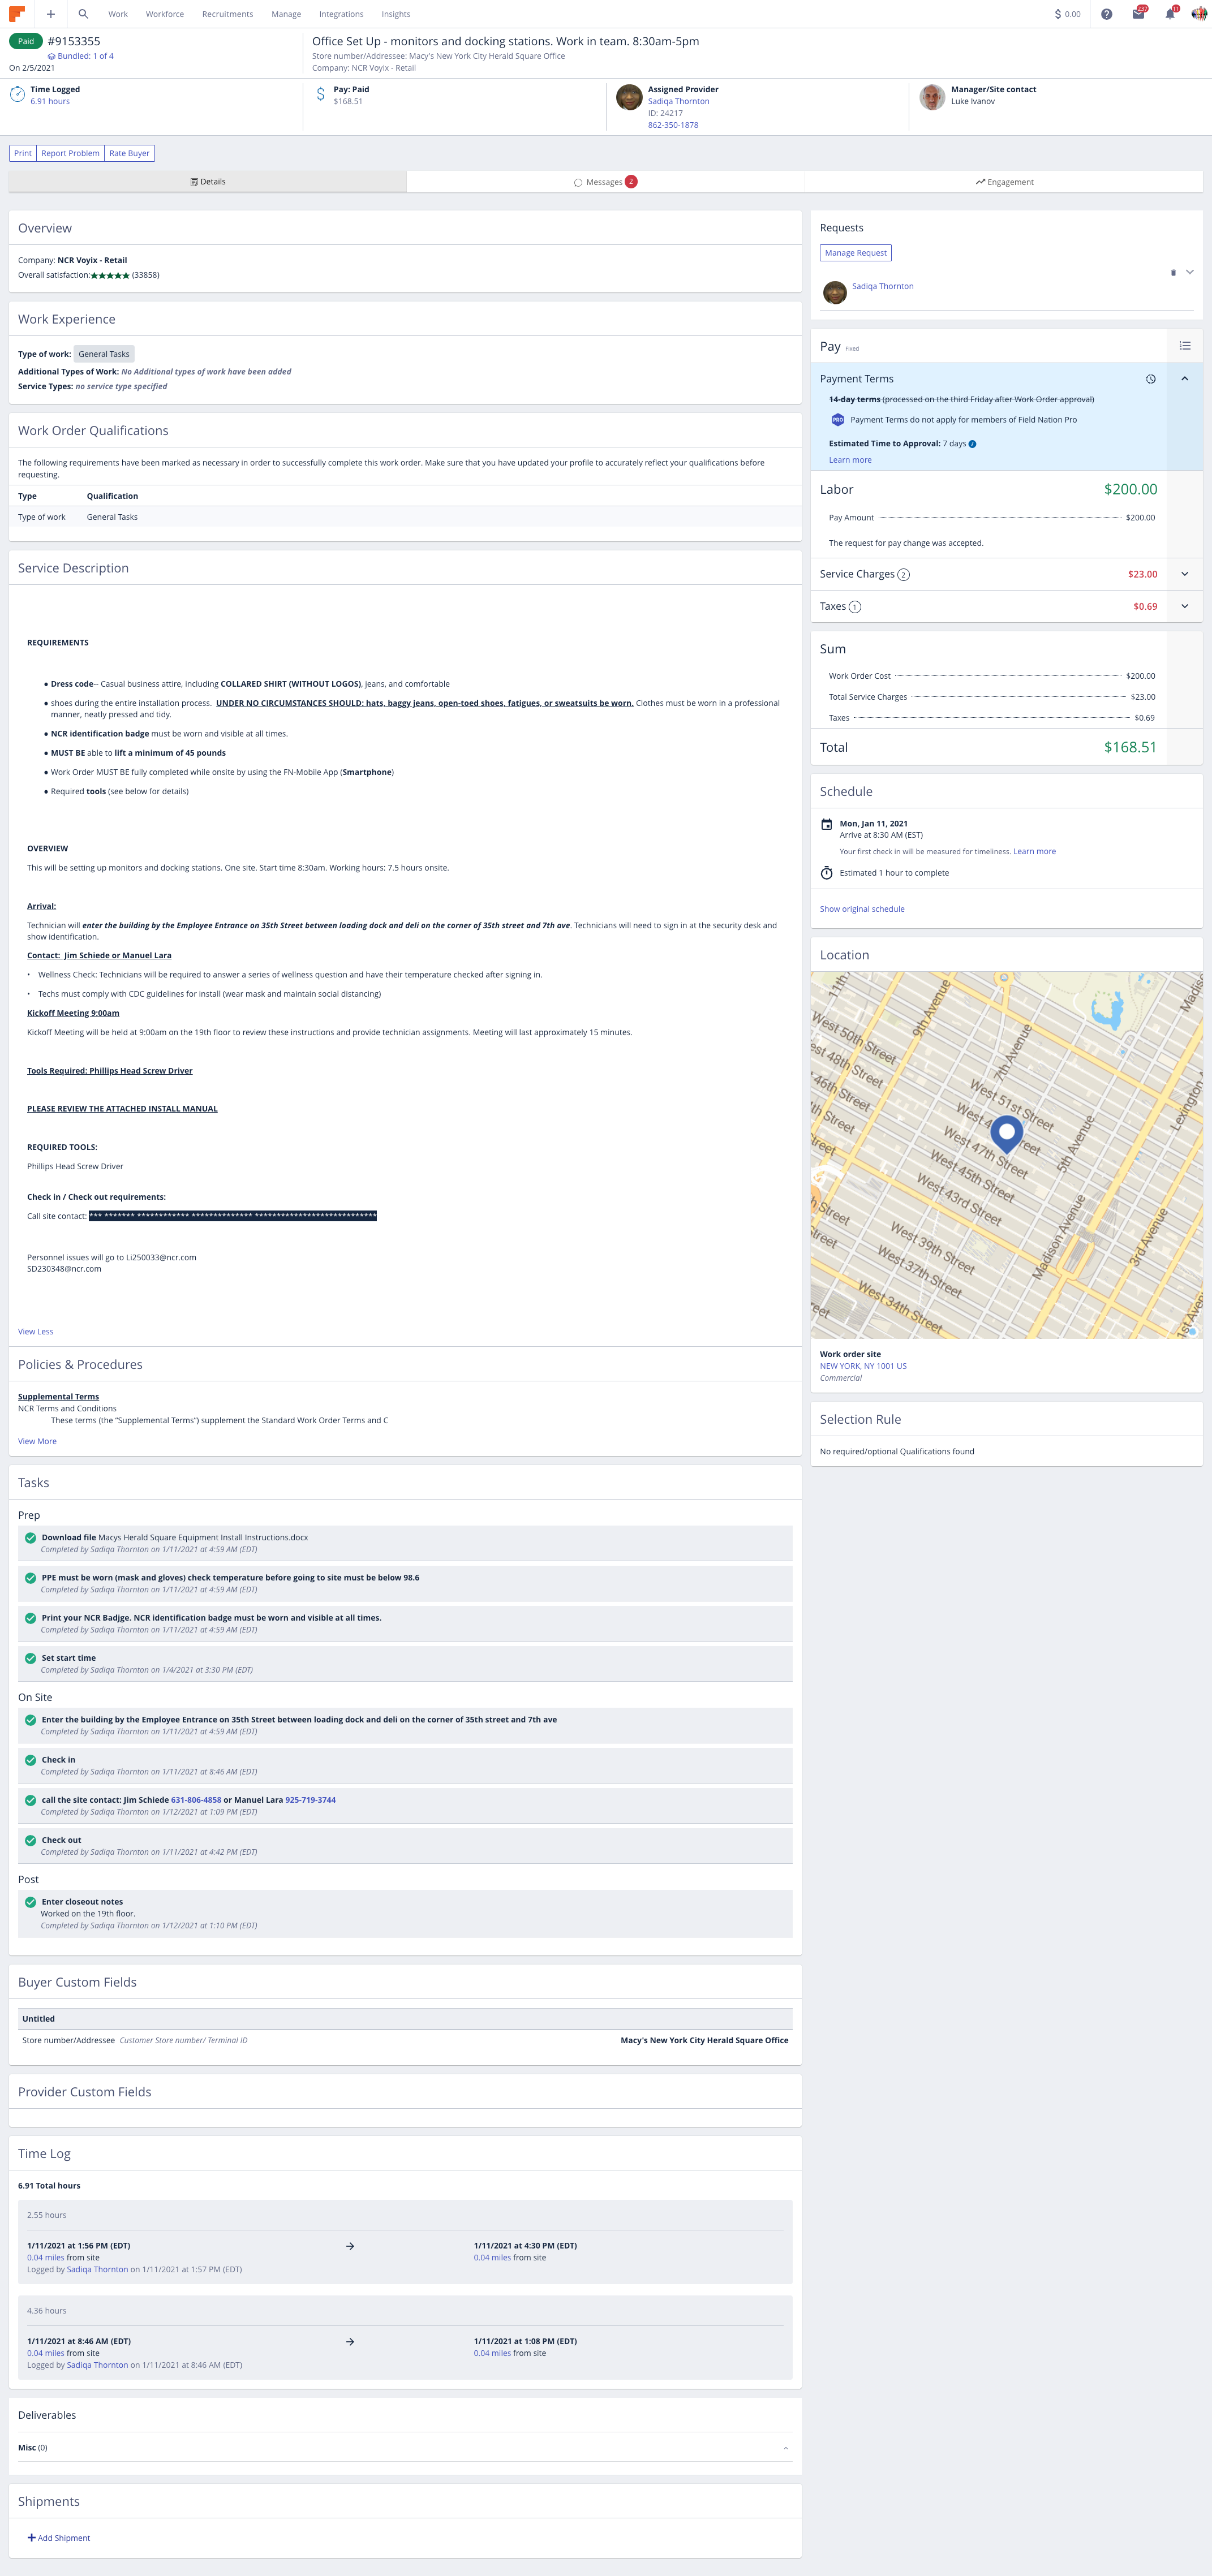 Work Workforce Recruitments Manage Integrations Insights $ 0.00 237 11
Paid #9153355
Bundled: 1 of 4
On 2/5/2021
Office Set Up - monitors and docking stations. Work in team. 8:30am-5pm
Store number/Addressee: Macy's New York City Herald Square Office
Company: NCR Voyix - Retail
Time Logged
6.91 hours
Pay: Paid
$168.51
Assigned Provider
Sadiqa Thornton
ID: 24217
862-350-1878
Manager/Site contact
Luke Ivanov
Print Report Problem Rate Buyer
Details Messages 2 Engagement
Overview
Company: NCR Voyix - Retail
Overall satisfaction:★★★★★ (33858)
Work Experience
Type of work: General Tasks
Additional Types of Work: No Additional types of work have been added
Service Types: no service type specified
Work Order Qualifications
The following requirements have been marked as necessary in order to successfully complete this work order. Make sure that you have updated your profile to accurately reflect your qualifications before
requesting.
Type Qualification
Type of work General Tasks
Service Description
REQUIREMENTS
● Dress code-- Casual business attire, including COLLARED SHIRT (WITHOUT LOGOS), jeans, and comfortable
● shoes during the entire installation process. UNDER NO CIRCUMSTANCES SHOULD: hats, baggy jeans, open-toed shoes, fatigues, or sweatsuits be worn. Clothes must be worn in a professional
manner, neatly pressed and tidy.
● NCR identification badge must be worn and visible at all times.
● MUST BE able to lift a minimum of 45 pounds
● Work Order MUST BE fully completed while onsite by using the FN-Mobile App (Smartphone)
● Required tools (see below for details)
OVERVIEW
This will be setting up monitors and docking stations. One site. Start time 8:30am. Working hours: 7.5 hours onsite.
Arrival:
Technician will enter the building by the Employee Entrance on 35th Street between loading dock and deli on the corner of 35th street and 7th ave. Technicians will need to sign in at the security desk and
show identification.
Contact: Jim Schiede or Manuel Lara
• Wellness Check: Technicians will be required to answer a series of wellness question and have their temperature checked after signing in.
• Techs must comply with CDC guidelines for install (wear mask and maintain social distancing)
Kickoff Meeting 9:00am
Kickoff Meeting will be held at 9:00am on the 19th floor to review these instructions and provide technician assignments. Meeting will last approximately 15 minutes.
Tools Required: Phillips Head Screw Driver
PLEASE REVIEW THE ATTACHED INSTALL MANUAL
REQUIRED TOOLS:
Phillips Head Screw Driver
Check in / Check out requirements:
Call site contact:
Personnel issues will go to Li250033@ncr.com
SD230348@ncr.com
View Less
Policies & Procedures
Supplemental Terms
NCR Terms and Conditions
These terms (the “Supplemental Terms”) supplement the Standard Work Order Terms and C
View More
Tasks
Prep
Download file Macys Herald Square Equipment Install Instructions.docx
Completed by Sadiqa Thornton on 1/11/2021 at 4:59 AM (EDT)
PPE must be worn (mask and gloves) check temperature before going to site must be below 98.6
Completed by Sadiqa Thornton on 1/11/2021 at 4:59 AM (EDT)
Print your NCR Badjge. NCR identification badge must be worn and visible at all times.
Completed by Sadiqa Thornton on 1/11/2021 at 4:59 AM (EDT)
Set start time
Completed by Sadiqa Thornton on 1/4/2021 at 3:30 PM (EDT)
On Site
Enter the building by the Employee Entrance on 35th Street between loading dock and deli on the corner of 35th street and 7th ave
Completed by Sadiqa Thornton on 1/11/2021 at 4:59 AM (EDT)
Check in
Completed by Sadiqa Thornton on 1/11/2021 at 8:46 AM (EDT)
call the site contact: Jim Schiede 631-806-4858 or Manuel Lara 925-719-3744
Completed by Sadiqa Thornton on 1/12/2021 at 1:09 PM (EDT)
Check out
Completed by Sadiqa Thornton on 1/11/2021 at 4:42 PM (EDT)
Post
Enter closeout notes
Worked on the 19th floor.
Completed by Sadiqa Thornton on 1/12/2021 at 1:10 PM (EDT)
Buyer Custom Fields
Untitled
Store number/Addressee Customer Store number/ Terminal ID Macy's New York City Herald Square Office
Provider Custom Fields
Time Log
6.91 Total hours
2.55 hours
1/11/2021 at 1:56 PM (EDT) 1/11/2021 at 4:30 PM (EDT)
0.04 miles from site 0.04 miles from site
Logged by Sadiqa Thornton on 1/11/2021 at 1:57 PM (EDT)
4.36 hours
1/11/2021 at 8:46 AM (EDT) 1/11/2021 at 1:08 PM (EDT)
0.04 miles from site 0.04 miles from site
Logged by Sadiqa Thornton on 1/11/2021 at 8:46 AM (EDT)
Deliverables
Misc (0)
Shipments
Add Shipment
Requests
Manage Request
Sadiqa Thornton
Pay Fixed
Payment Terms
14-day terms (processed on the third Friday after Work Order approval)
PRO Payment Terms do not apply for members of Field Nation Pro
Estimated Time to Approval: 7 days
Learn more
Labor $200.00
Pay Amount $200.00
The request for pay change was accepted.
Service Charges 2 $23.00
Taxes 1 $0.69
Sum
Work Order Cost $200.00
Total Service Charges $23.00
Taxes $0.69
Total $168.51
Schedule
Mon, Jan 11, 2021
Arrive at 8:30 AM (EST)
Your first check in will be measured for timeliness. Learn more
Estimated 1 hour to complete
Show original schedule
Location
11th
9th Avenue
Madiso
West 50th Street
West 48th Street
7th Avenue
46th Street
West 51st Street
Lexington
West 47th Street
5th Avenue
West 45th Street
West 43rd Street
Madison Avenue
3rd Avenue
West 39th Street
West 37th Street
West 34th Street
1st Ave
Work order site
NEW YORK, NY 1001 US
Commercial
Selection Rule
No required/optional Qualifications found